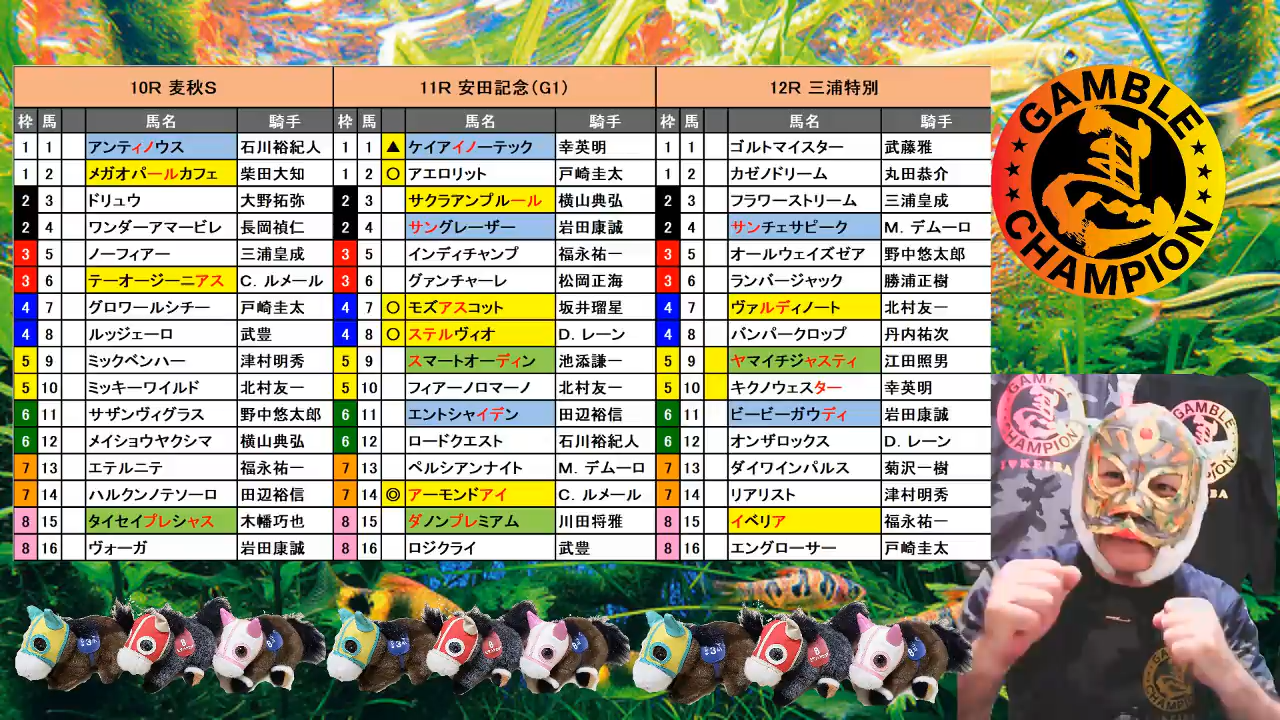 10R 麦秋S
枠 馬 馬名 騎手
1 1 アンティノウス 石川裕紀人
1 2 メガオパールカフェ 柴田大知
2 3 ドリュウ 大野拓弥
2 4 ワンダーアマービレ 長岡禎仁
3 5 ノーフィアー 三浦皇成
3 6 テーオージーニアス C. ルメール
4 7 グロワールシチー 戸崎圭太
4 8 ルッジェーロ 武豊
5 9 ミックベンハー 津村明秀
5 10 ミッキーワイルド 北村友一
6 11 サザンヴィグラス 野中悠太郎
6 12 メイショウヤクシマ 横山典弘
7 13 エテルニテ 福永祐一
7 14 ハルクンノテソーロ 田辺裕信
8 15 タイセイプレシャス 木幡巧也
8 16 ヴォーガ 岩田康誠
11R 安田記念(G1)
枠 馬 馬名 騎手
1 1 ▲ ケイアイノーテック 幸英明
1 2 ○ アエロリット 戸崎圭太
2 3 サクラアンプルール 横山典弘
2 4 サングレーザー 岩田康誠
3 5 インディチャンプ 福永祐一
3 6 グァンチャーレ 松岡正海
4 7 ○ モズアスコット 坂井瑠星
4 8 ○ ステルヴィオ D. レーン
5 9 スマートオーディン 池添謙一
5 10 フィアーノロマーノ 北村友一
6 11 エントシャイデン 田辺裕信
6 12 ロードクエスト 石川裕紀人
7 13 ペルシアンナイト M. デムーロ
7 14 ◎ アーモンドアイ C. ルメール
8 15 ダノンプレミアム 川田将雅
8 16 ロジクライ 武豊
12R 三浦特別
枠 馬 馬名 騎手
1 1 ゴルトマイスター 武藤雅
1 2 カゼノドリーム 丸田恭介
2 3 フラワーストリーム 三浦皇成
2 4 サンチェサピーク M. デムーロ
3 5 オールウェイズゼア 野中悠太郎
3 6 ランバージャック 勝浦正樹
4 7 ヴァルディノート 北村友一
4 8 バンパークロップ 丹内祐次
5 9 ヤマイチジャスティ 江田照男
5 10 キクノウェスター 幸英明
6 11 ビービーガウディ 岩田康誠
6 12 オンザロックス D. レーン
7 13 ダイワインパルス 菊沢一樹
7 14 リアリスト 津村明秀
8 15 イベリア 福永祐一
8 16 エングローサー 戸崎圭太
GAMBLE
CHAMPION
GAMBLE
CHAMPION
I♥KEIBA
GAMBLE